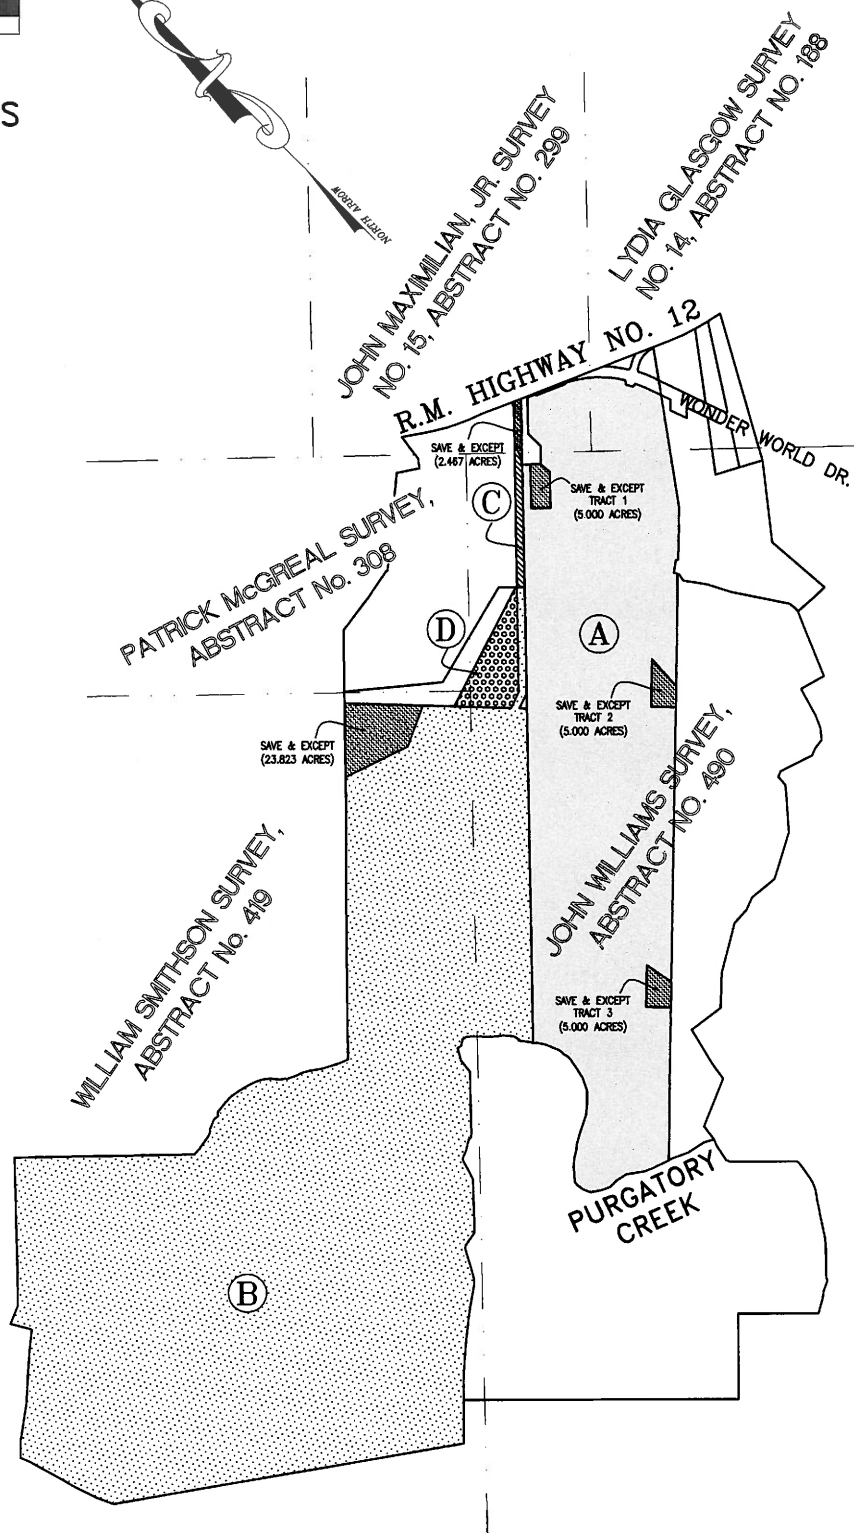 S
NORTH ARROW
JOHN MAXIMILIAN, JR. SURVEY
NO. 15, ABSTRACT NO. 299
LYDIA GLASGOW SURVEY
NO. 14, ABSTRACT NO. 188
R.M. HIGHWAY NO. 12
WONDER WORLD DR.
SAVE & EXCEPT
(2.467 ACRES)
SAVE & EXCEPT
TRACT 1
(5.000 ACRES)
C
PATRICK McGREAL SURVEY,
ABSTRACT No. 308
D
A
SAVE & EXCEPT
TRACT 2
(5.000 ACRES)
SAVE & EXCEPT
(23.823 ACRES)
JOHN WILLIAMS SURVEY,
ABSTRACT NO. 490
WILLIAM SMITHSON SURVEY,
ABSTRACT No. 419
SAVE & EXCEPT
TRACT 3
(5.000 ACRES)
PURGATORY
CREEK
B